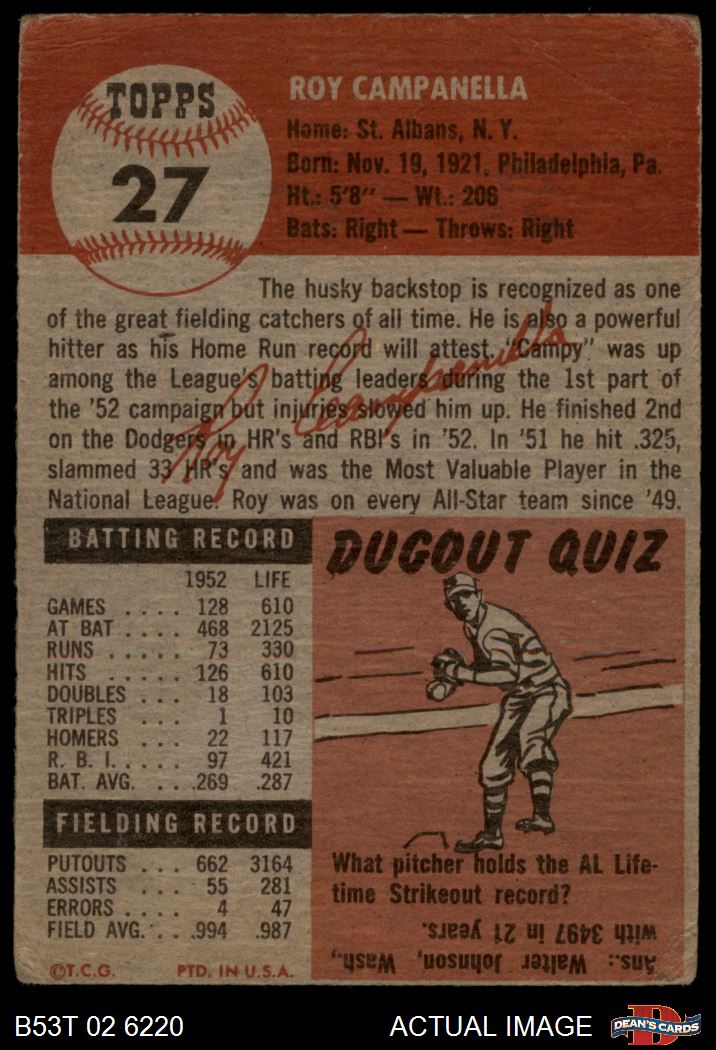 TOPPS
27
ROY CAMPANELLA
Home: St. Albans, N. Y.
Born: Nov. 19, 1921, Philadelphia, Pa.
Ht.: 5'8" — Wt.: 206
Bats: Right — Throws: Right
The husky backstop is recognized as one
of the great fielding catchers of all time. He is also a powerful
hitter as his Home Run record will attest. "Campy" was up
among the League's batting leaders during the 1st part of
the '52 campaign but injuries slowed him up. He finished 2nd
on the Dodgers in HR's and RBI's in '52. In '51 he hit .325,
slammed 33 HR's and was the Most Valuable Player in the
National League. Roy was on every All-Star team since '49.
Roy Campanella
BATTING RECORD
1952 LIFE
GAMES .... 128 610
AT BAT .... 468 2125
RUNS ..... 73 330
HITS ..... 126 610
DOUBLES ... 18 103
TRIPLES ... 1 10
HOMERS ... 22 117
R. B. I. .... 97 421
BAT. AVG. ... .269 .287
FIELDING RECORD
PUTOUTS ... 662 3164
ASSISTS ... 55 281
ERRORS .... 4 47
FIELD AVG. ... .994 .987
©T.C.G. PTD. IN U.S.A.
DUGOUT QUIZ
What pitcher holds the AL Life-
time Strikeout record?
Ans.: Walter Johnson, Wash.,
with 3497 in 21 years.
B53T 02 6220
ACTUAL IMAGE
DEAN'S CARDS